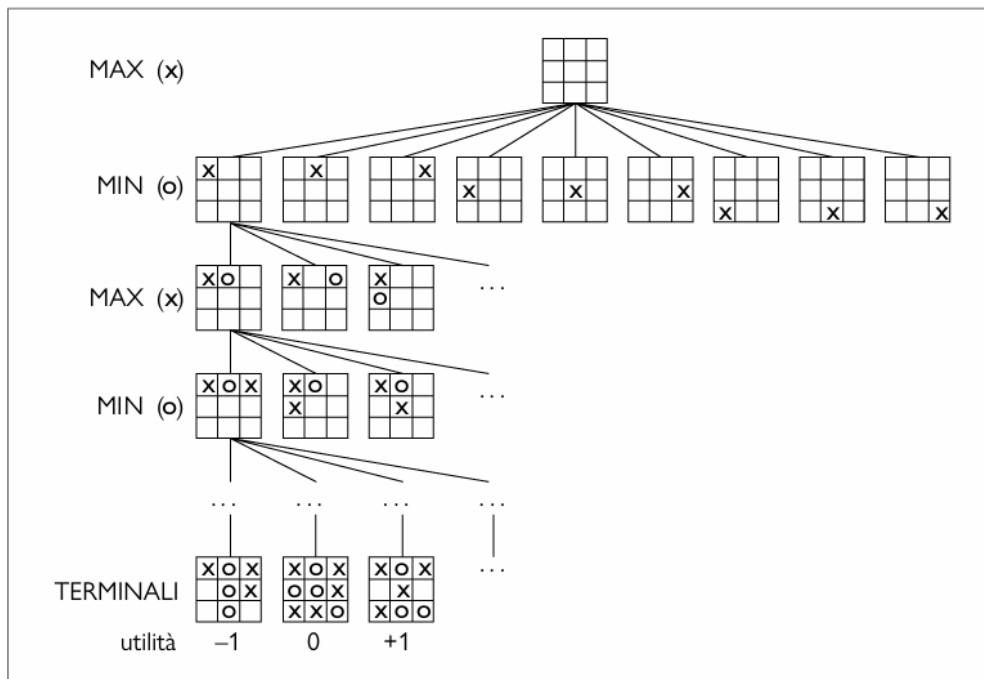 MAX (x)
MIN (o)
x x x x x x x x x
MAX (x)
x o x o x
o
...
MIN (o)
x o x x o x o
x x
...
... ... ... ...
TERMINALI
x o x x o x x o x
o x o o x x
o x x o x o o
...
utilità −1 0 +1